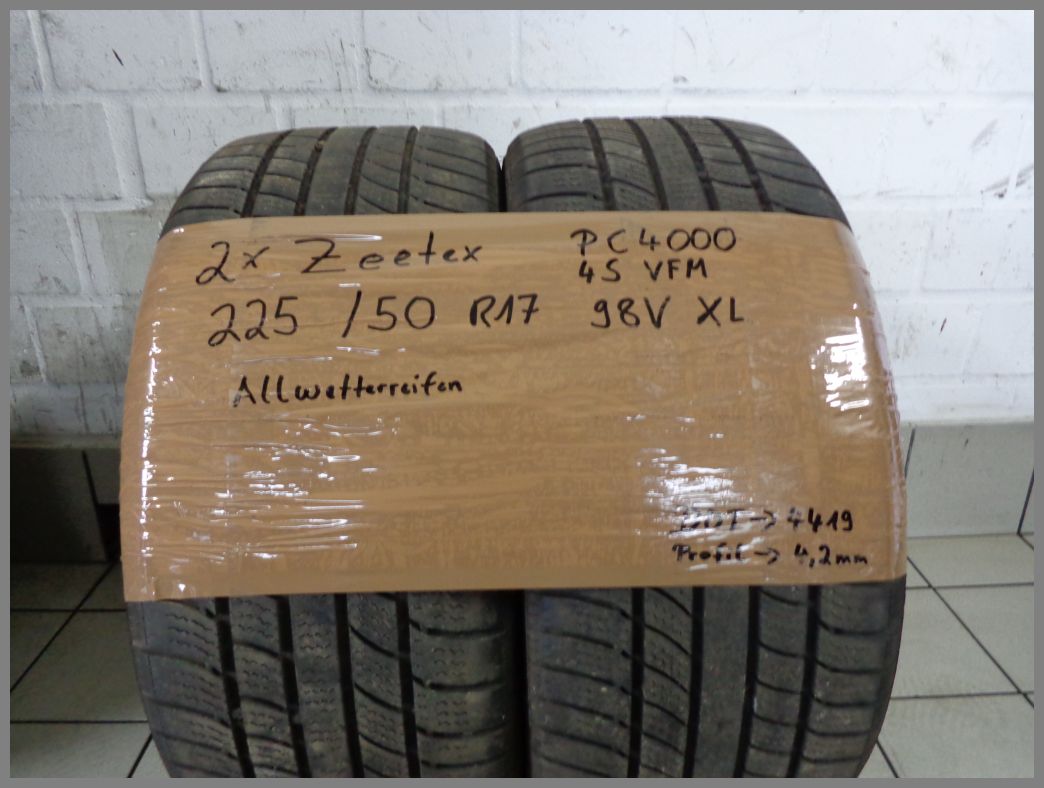 2x Zeetex PC4000
4S VFM
225 /50 R17 98V XL
Allwetterreifen
DOT -> 4419
Profil -> 4,2mm